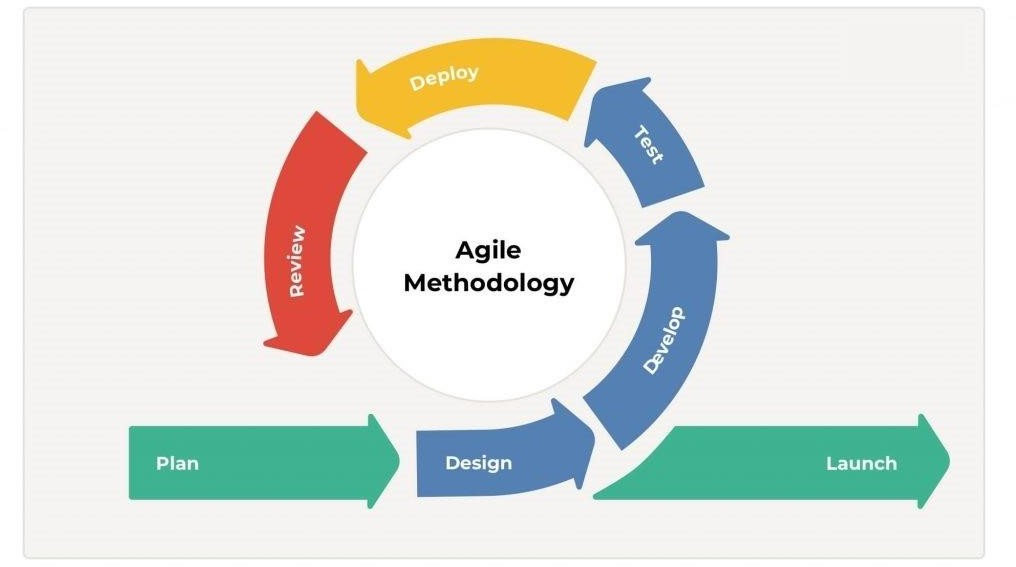 Deploy
Test
Review
Agile
Methodology
Develop
Plan
Design
Launch